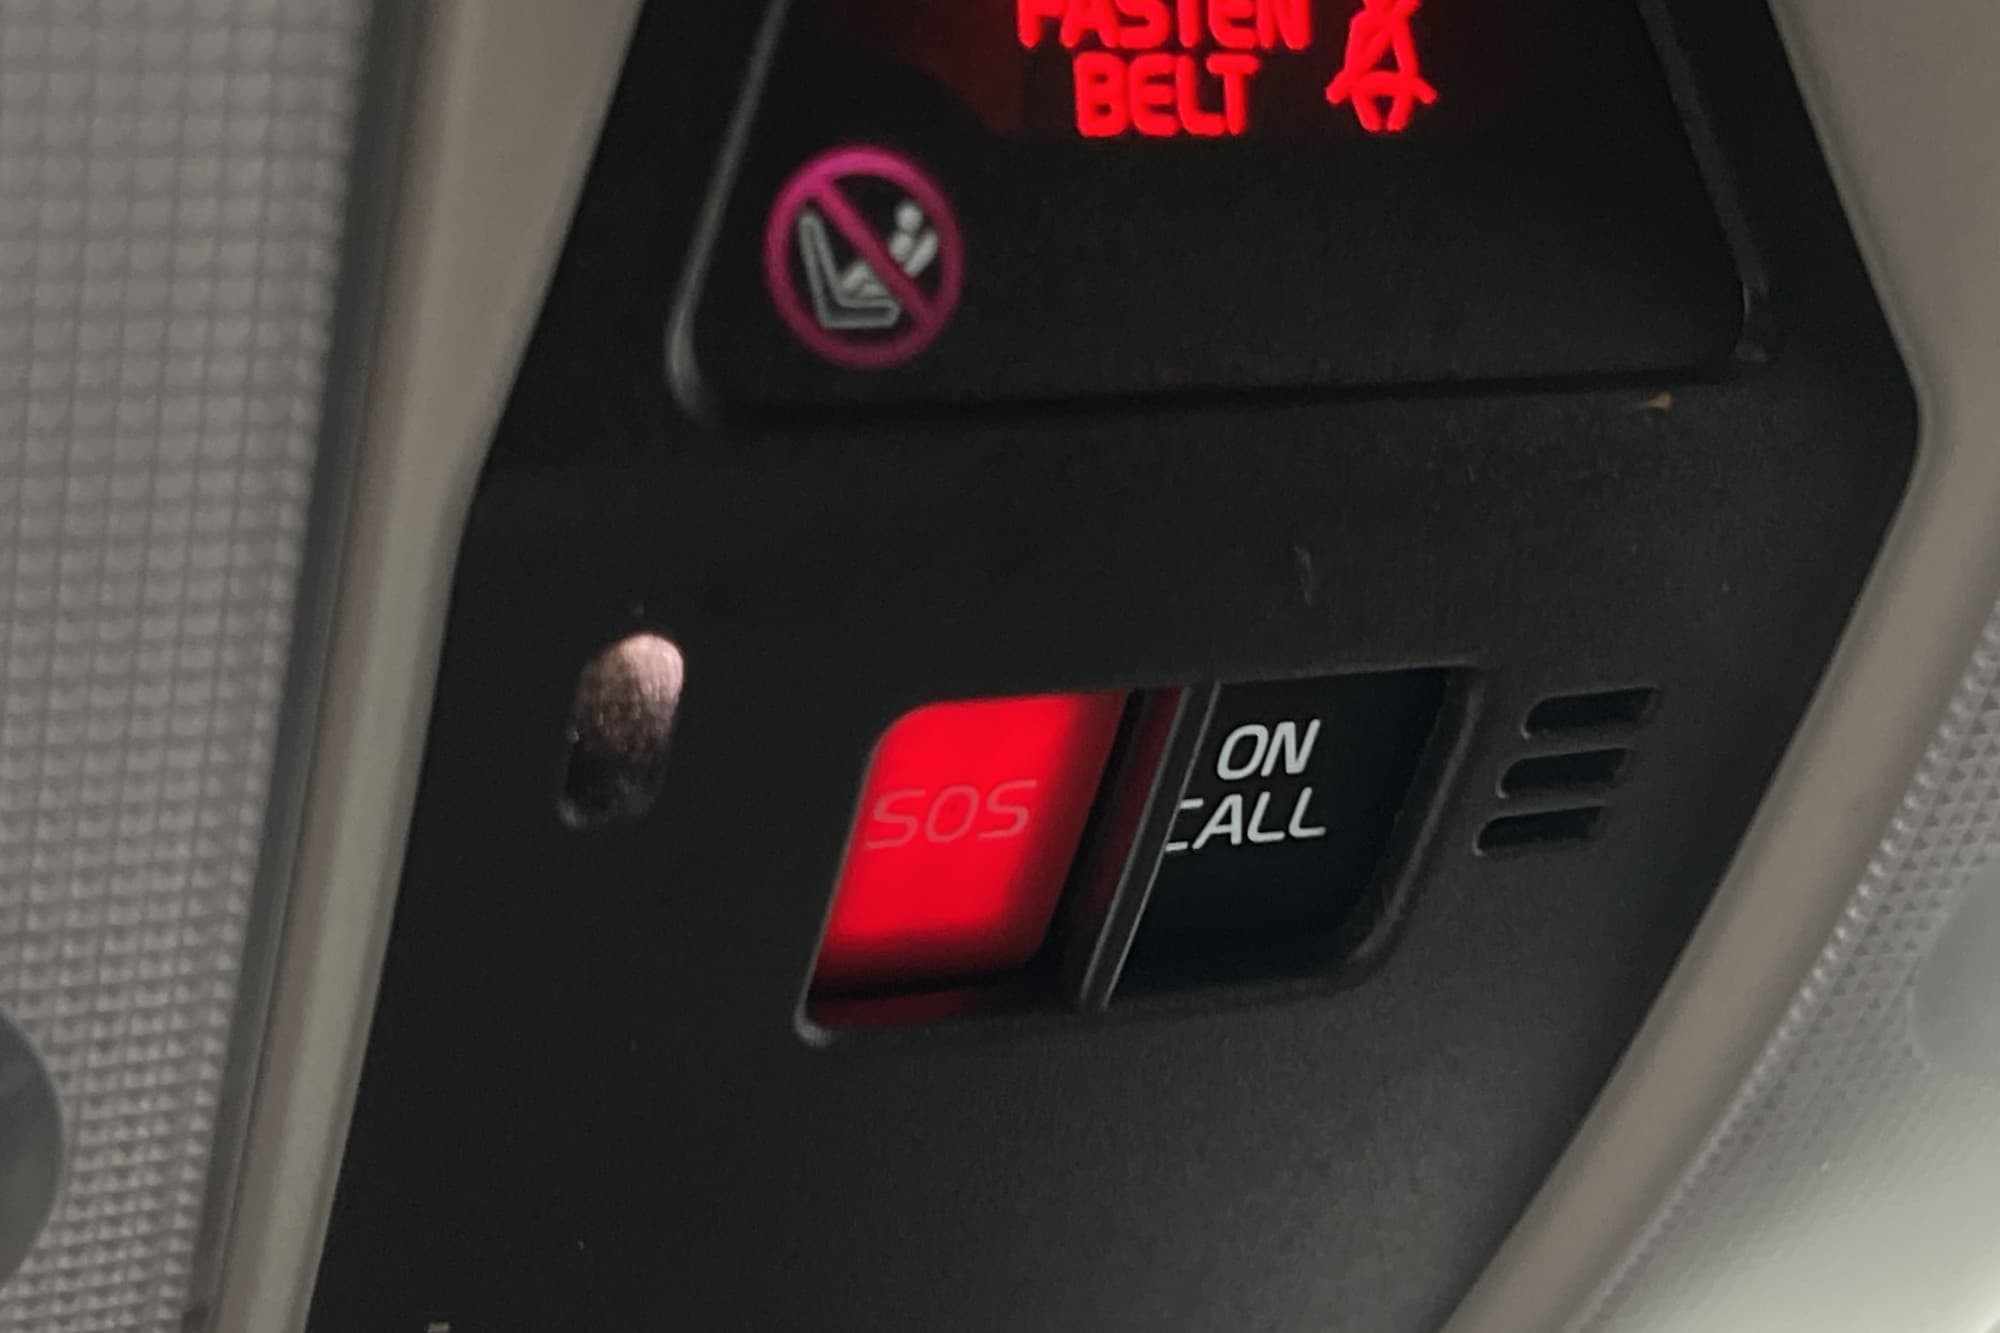 FASTEN
BELT
SOS
ON
CALL